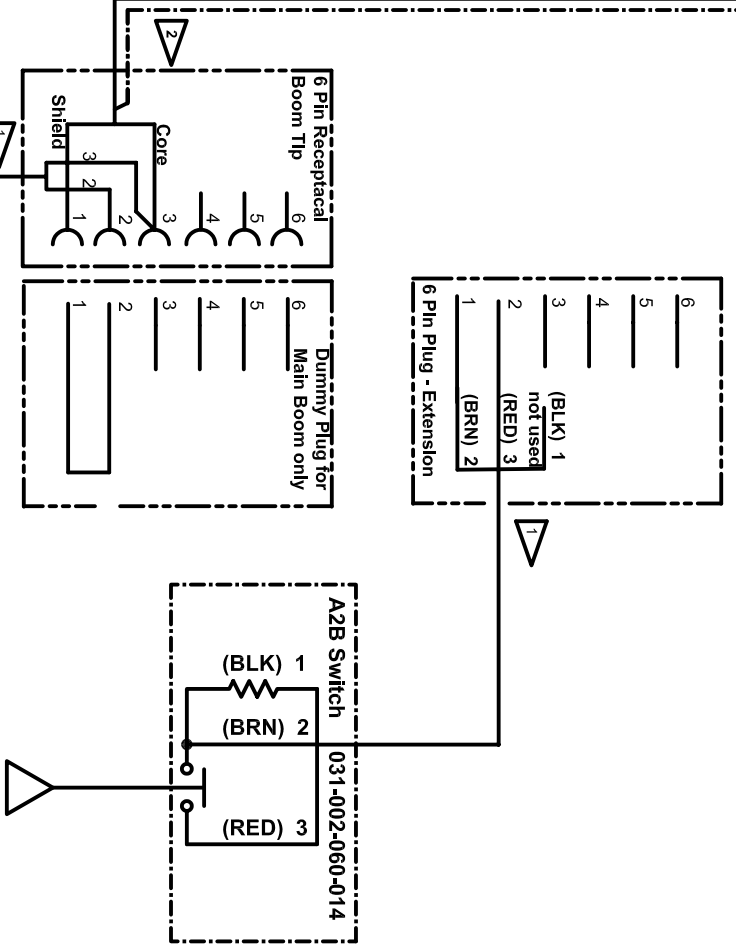 2
6 Pin Receptacal
Boom Tip
Shield
Core
3
2
1
2
3
4
5
6
1
Dummy Plug for
Main Boom only
1
2
3
4
5
6
6 Pin Plug - Extension
1
2
3
4
5
6
(BLK) 1
not used
(RED) 3
(BRN) 2
1
A2B Switch 031-002-060-014
(BLK) 1
(BRN) 2
(RED) 3